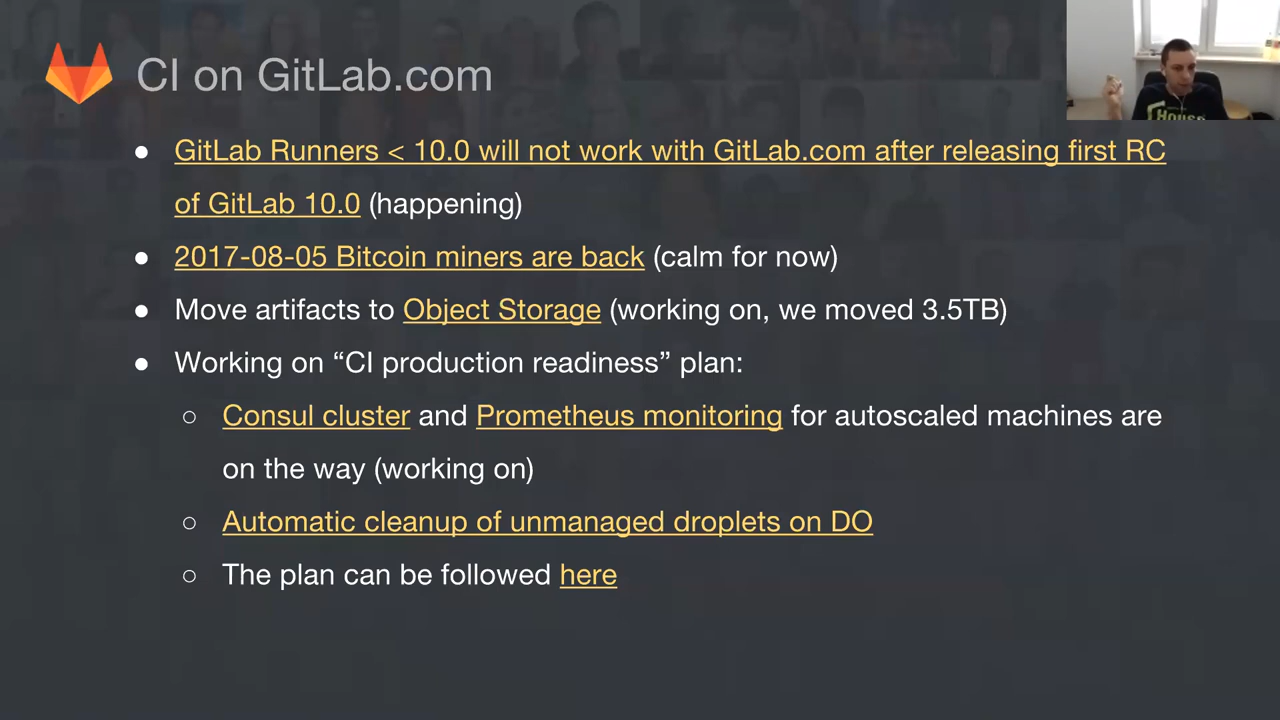 CI on GitLab.com
● GitLab Runners < 10.0 will not work with GitLab.com after releasing first RC
of GitLab 10.0 (happening)
● 2017-08-05 Bitcoin miners are back (calm for now)
● Move artifacts to Object Storage (working on, we moved 3.5TB)
● Working on “CI production readiness” plan:
○ Consul cluster and Prometheus monitoring for autoscaled machines are
on the way (working on)
○ Automatic cleanup of unmanaged droplets on DO
○ The plan can be followed here